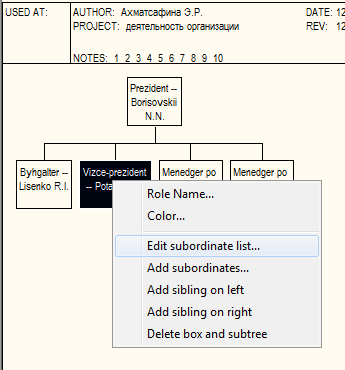 USED AT:
AUTHOR: Ахматсафина Э.Р.
DATE: 12
PROJECT: деятельность организации
REV: 12
NOTES: 1 2 3 4 5 6 7 8 9 10
Prezident --
Borisovskii
N.N.
Byhgalter --
Lisenko R.I.
Vizce-prezident
-- Pota
Menedger po
Menedger po
Role Name...
Color...
Edit subordinate list...
Add subordinates...
Add sibling on left
Add sibling on right
Delete box and subtree